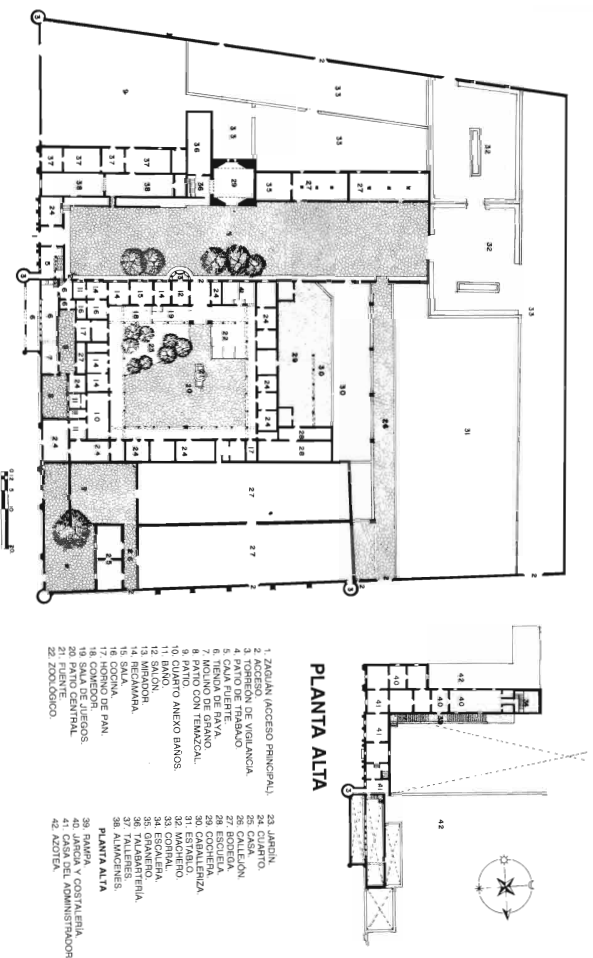 PLANTA ALTA
1. ZAGUÁN (ACCESO PRINCIPAL).
2. ACCESO.
3. TORREÓN DE VIGILANCIA.
4. PATIO DE TRABAJO.
5. CAJA FUERTE.
6. TIENDA DE RAYA.
7. MOLINO DE GRANO.
8. PATIO CON TEMAZCAL.
9. PATIO.
10. CUARTO ANEXO BAÑOS.
11. BAÑO.
12. SALÓN.
13. MIRADOR.
14. RECÁMARA.
15. SALA.
16. COCINA.
17. HORNO DE PAN.
18. COMEDOR.
19. SALA DE JUEGOS.
20. PATIO CENTRAL.
21. FUENTE.
22. ZOOLÓGICO.
23. JARDÍN.
24. CUARTO.
25. CASA.
26. CALLEJÓN.
27. BODEGA.
28. ESCUELA.
29. COCHERA.
30. CABALLERIZA.
31. ESTABLO.
32. MACHERO.
33. CORRAL.
34. ESCALERA.
35. GRANERO.
36. TALABARTERÍA.
37. TALLERES.
38. ALMACENES.
PLANTA ALTA
39. RAMPA.
40. JARCIA Y COSTALERÍA.
41. CASA DEL ADMINISTRADOR
42. AZOTEA.